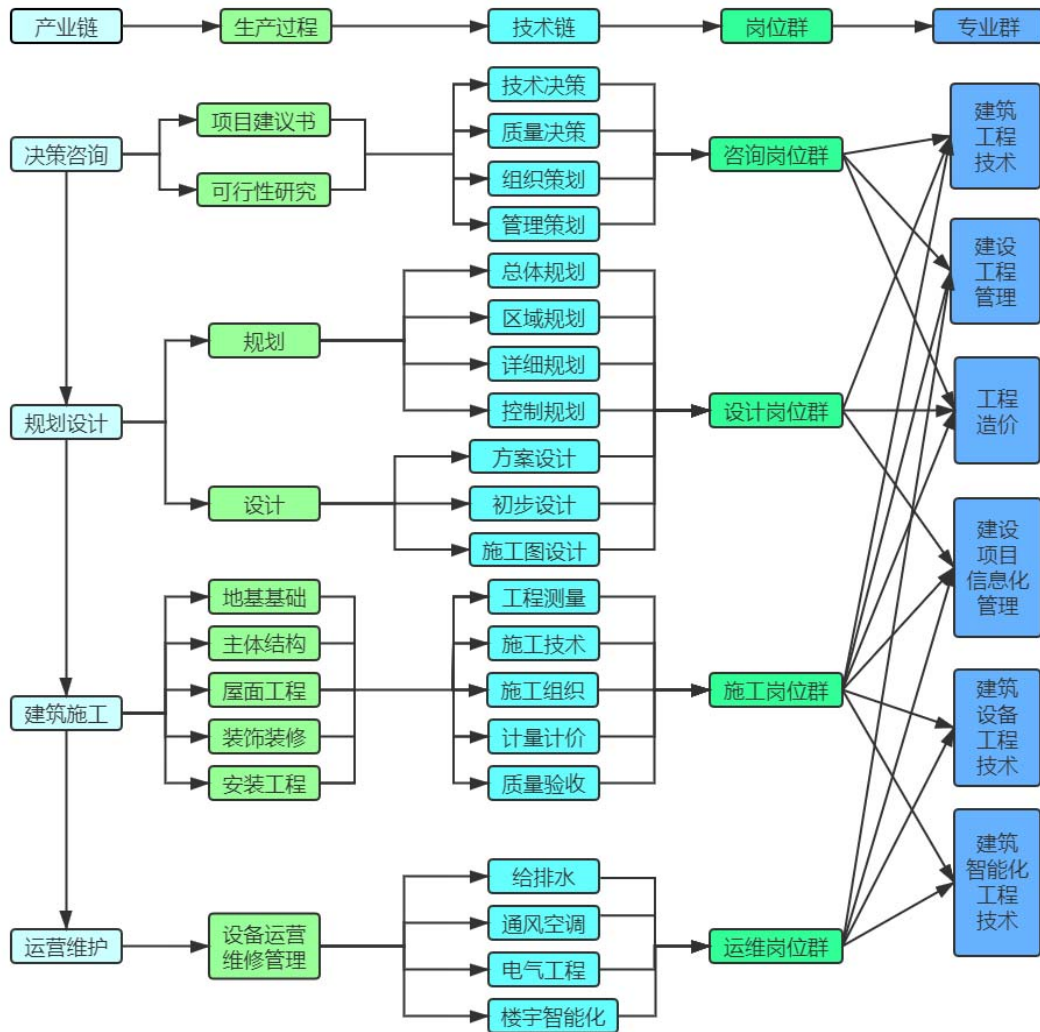 产业链
生产过程
技术链
岗位群
专业群
决策咨询
项目建议书
可行性研究
技术决策
质量决策
组织策划
管理策划
咨询岗位群
规划设计
规划
设计
总体规划
区域规划
详细规划
控制规划
方案设计
初步设计
施工图设计
设计岗位群
建筑施工
地基基础
主体结构
屋面工程
装饰装修
安装工程
工程测量
施工技术
施工组织
计量计价
质量验收
施工岗位群
运营维护
设备运营
维修管理
给排水
通风空调
电气工程
楼宇智能化
运维岗位群
建筑
工程
技术
建设
工程
管理
工程
造价
建设
项目
信息化
管理
建筑
设备
工程
技术
建筑
智能化
工程
技术